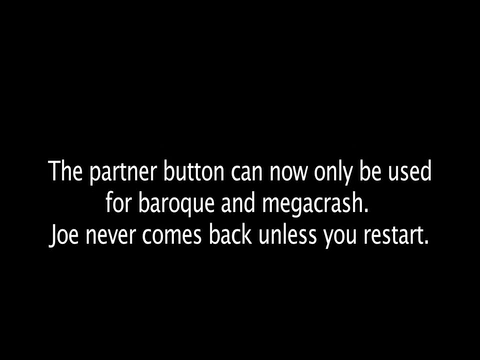 The partner button can now only be used
for baroque and megacrash.
Joe never comes back unless you restart.